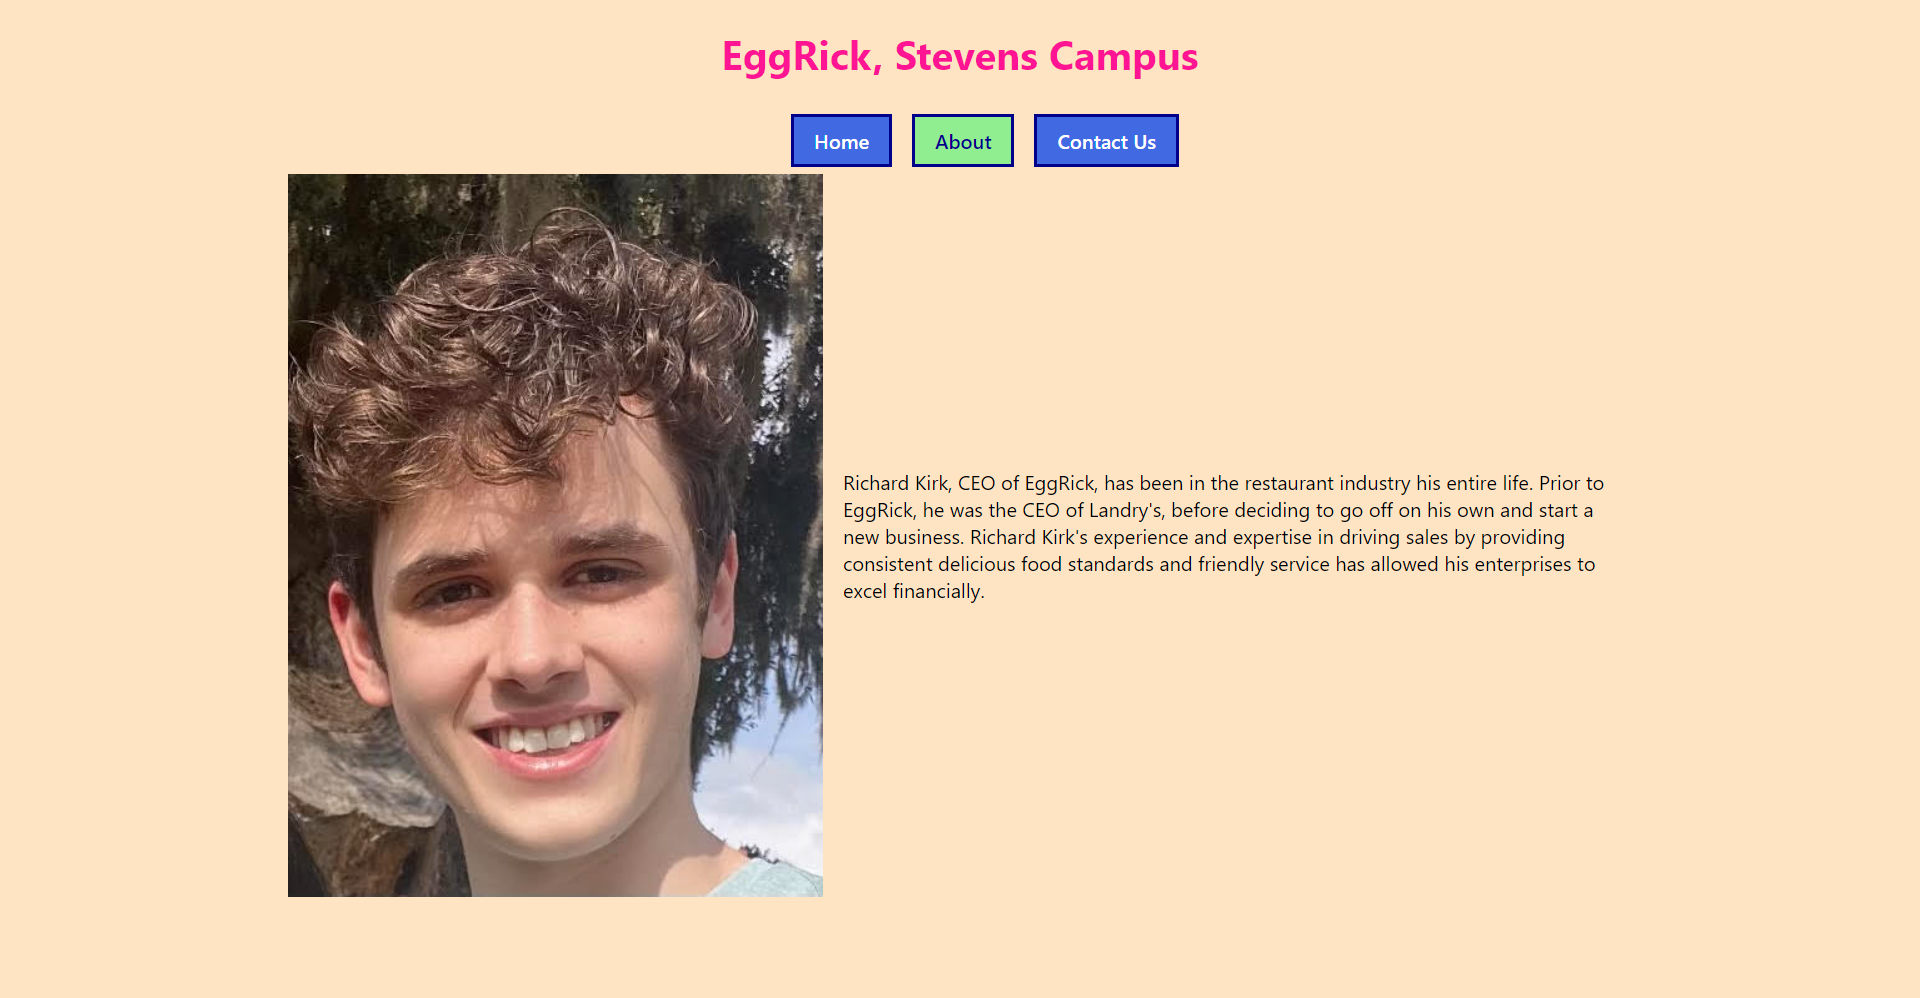 EggRick, Stevens Campus
Home
About
Contact Us
Richard Kirk, CEO of EggRick, has been in the restaurant industry his entire life. Prior to
EggRick, he was the CEO of Landry's, before deciding to go off on his own and start a
new business. Richard Kirk's experience and expertise in driving sales by providing
consistent delicious food standards and friendly service has allowed his enterprises to
excel financially.